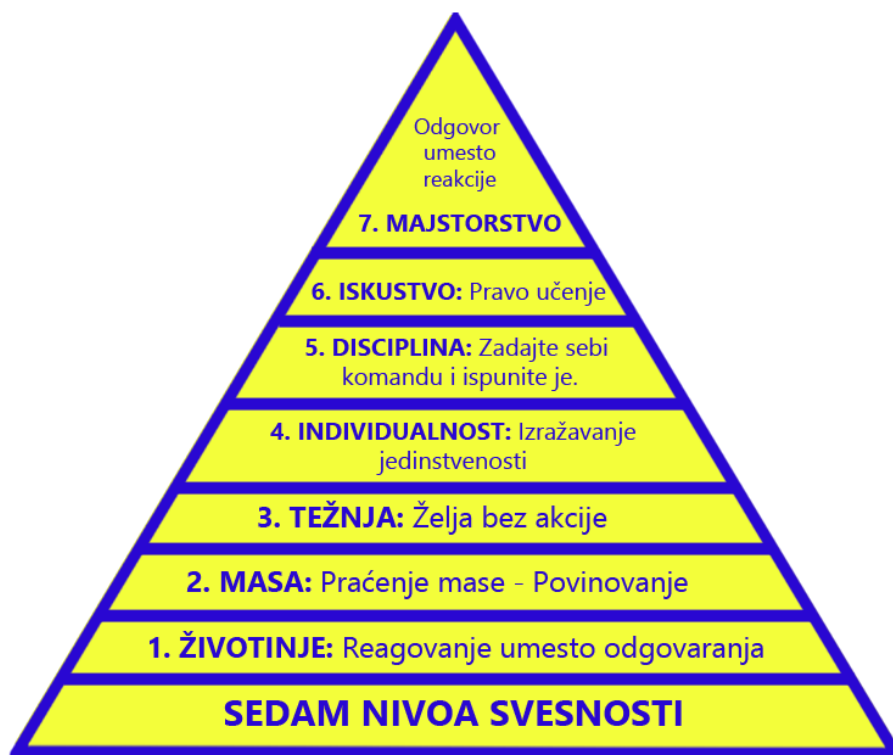 Odgovor
umesto
reakcije
7. MAJSTORSTVO
6. ISKUSTVO: Pravo učenje
5. DISCIPLINA: Zadajte sebi
komandu i ispunite je.
4. INDIVIDUALNOST: Izražavanje
jedinstvenosti
3. TEŽNJA: Želja bez akcije
2. MASA: Praćenje mase - Povinovanje
1. ŽIVOTINJE: Reagovanje umesto odgovaranja
SEDAM NIVOA SVESNOSTI